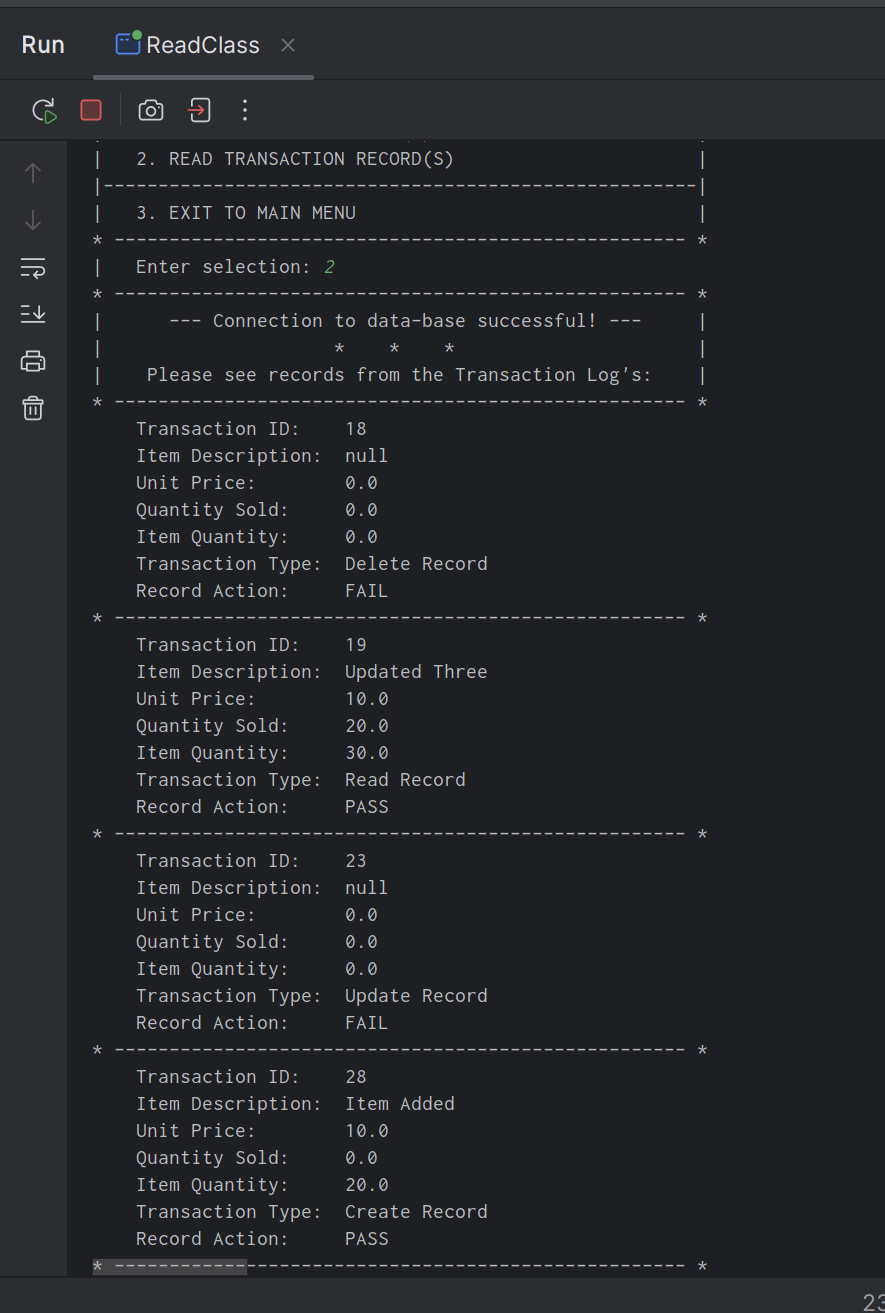 Run ReadClass
| 2. READ TRANSACTION RECORD(S) |
|------------------------------------------------------|
| 3. EXIT TO MAIN MENU |
* ---------------------------------------------------- *
| Enter selection: 2
* ---------------------------------------------------- *
| --- Connection to data-base successful! --- |
| * * * |
| Please see records from the Transaction Log's: |
* ---------------------------------------------------- *
Transaction ID: 18
Item Description: null
Unit Price: 0.0
Quantity Sold: 0.0
Item Quantity: 0.0
Transaction Type: Delete Record
Record Action: FAIL
* ---------------------------------------------------- *
Transaction ID: 19
Item Description: Updated Three
Unit Price: 10.0
Quantity Sold: 20.0
Item Quantity: 30.0
Transaction Type: Read Record
Record Action: PASS
* ---------------------------------------------------- *
Transaction ID: 23
Item Description: null
Unit Price: 0.0
Quantity Sold: 0.0
Item Quantity: 0.0
Transaction Type: Update Record
Record Action: FAIL
* ---------------------------------------------------- *
Transaction ID: 28
Item Description: Item Added
Unit Price: 10.0
Quantity Sold: 0.0
Item Quantity: 20.0
Transaction Type: Create Record
Record Action: PASS
* ---------------------------------------------------- *